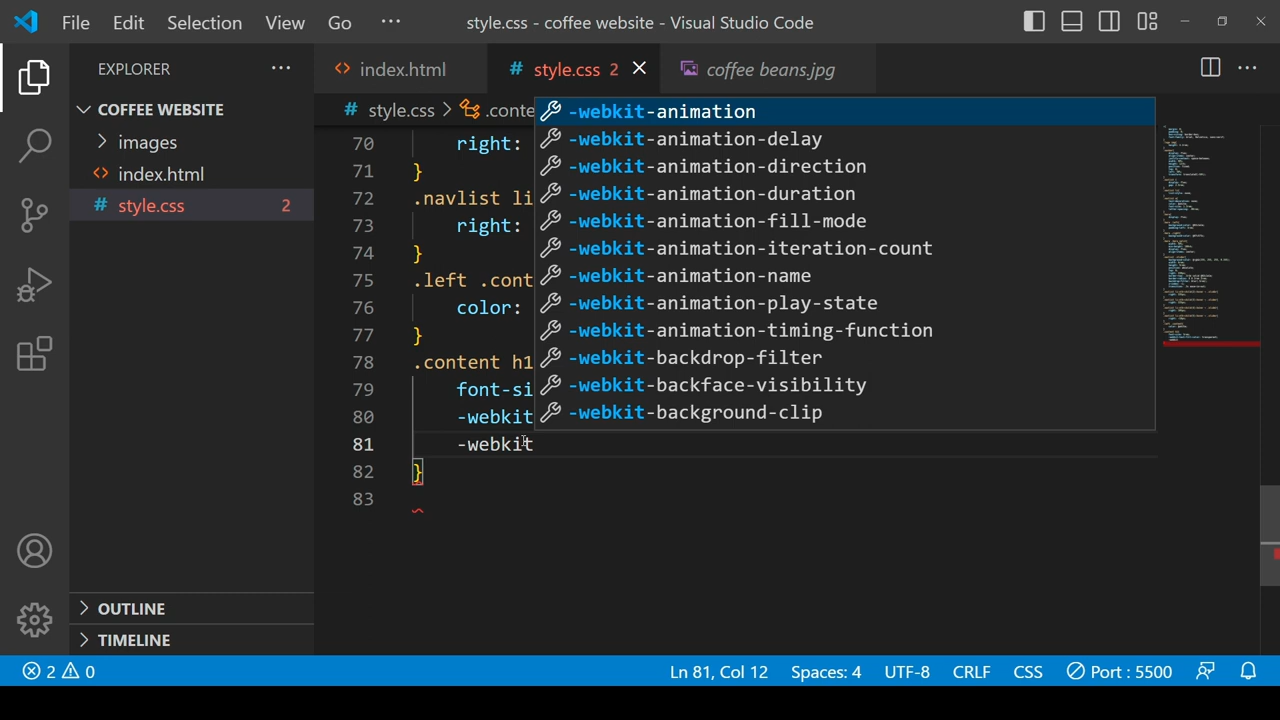 File Edit Selection View Go ··· style.css - coffee website - Visual Studio Code
EXPLORER ··· index.html # style.css 2 coffee beans.jpg ···
COFFEE WEBSITE
images
index.html
# style.css 2
# style.css > .conte
70 right:
71 }
72 .navlist li
73 right:
74 }
75 .left .cont
76 color:
77 }
78 .content h1
79 font-si
80 -webkit
81 -webkit
82 }
83
-webkit-animation
-webkit-animation-delay
-webkit-animation-direction
-webkit-animation-duration
-webkit-animation-fill-mode
-webkit-animation-iteration-count
-webkit-animation-name
-webkit-animation-play-state
-webkit-animation-timing-function
-webkit-backdrop-filter
-webkit-backface-visibility
-webkit-background-clip
OUTLINE
TIMELINE
2 0 Ln 81, Col 12 Spaces: 4 UTF-8 CRLF CSS Port : 5500